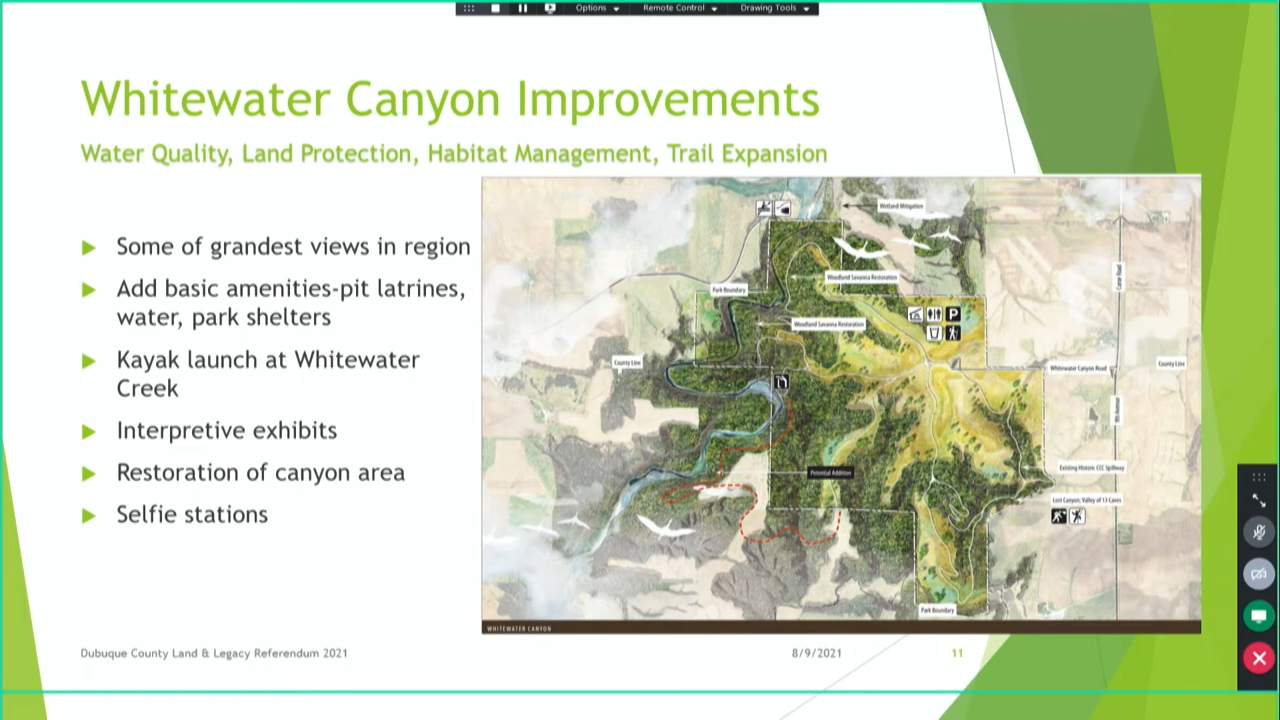 Options
Remote Control
Drawing Tools
Whitewater Canyon Improvements
Water Quality, Land Protection, Habitat Management, Trail Expansion
Some of grandest views in region
Add basic amenities-pit latrines,
water, park shelters
Kayak launch at Whitewater
Creek
Interpretive exhibits
Restoration of canyon area
Selfie stations
Wetland Mitigation
Woodland Savanna Restoration
Park Boundary
Woodland Savanna Restoration
P
County Line
Whitewater Canyon Road
County Line
Potential Addition
Existing Historic CCC Spillway
Lost Canyon; Valley of 13 Caves
Park Boundary
WHITEWATER CANYON
Dubuque County Land & Legacy Referendum 2021
8/9/2021
11